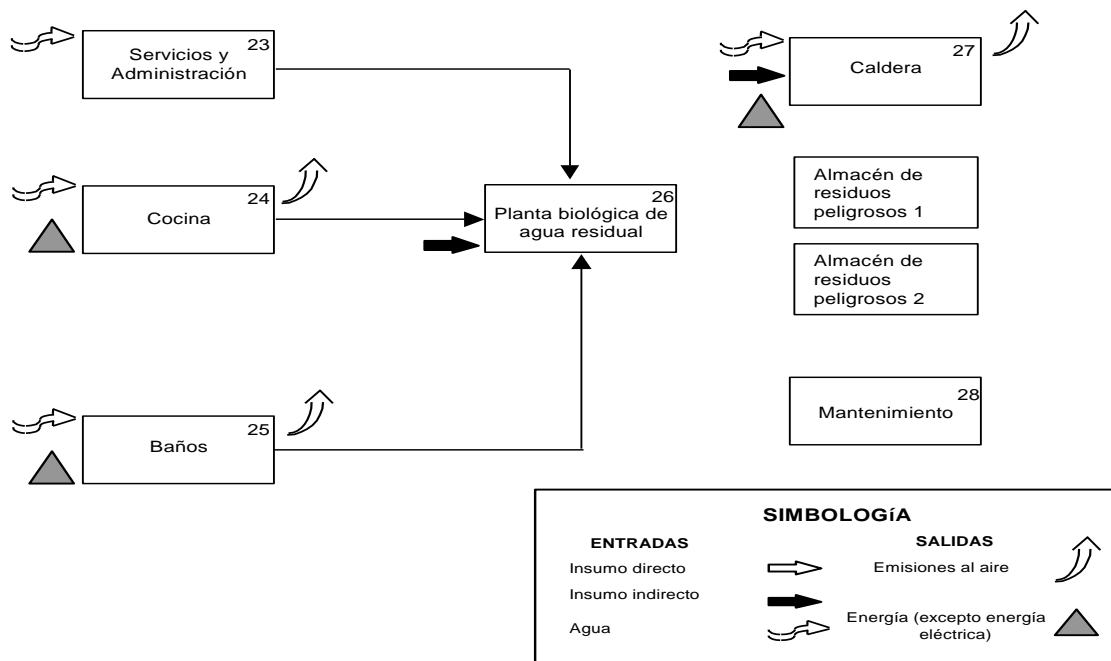 23
Servicios y
Administración
24
Cocina
25
Baños
26
Planta biológica de
agua residual
27
Caldera
Almacén de
residuos
peligrosos 1
Almacén de
residuos
peligrosos 2
28
Mantenimiento
SIMBOLOGíA
ENTRADAS
Insumo directo
Insumo indirecto
Agua
SALIDAS
Emisiones al aire
Energía (excepto energía
eléctrica)